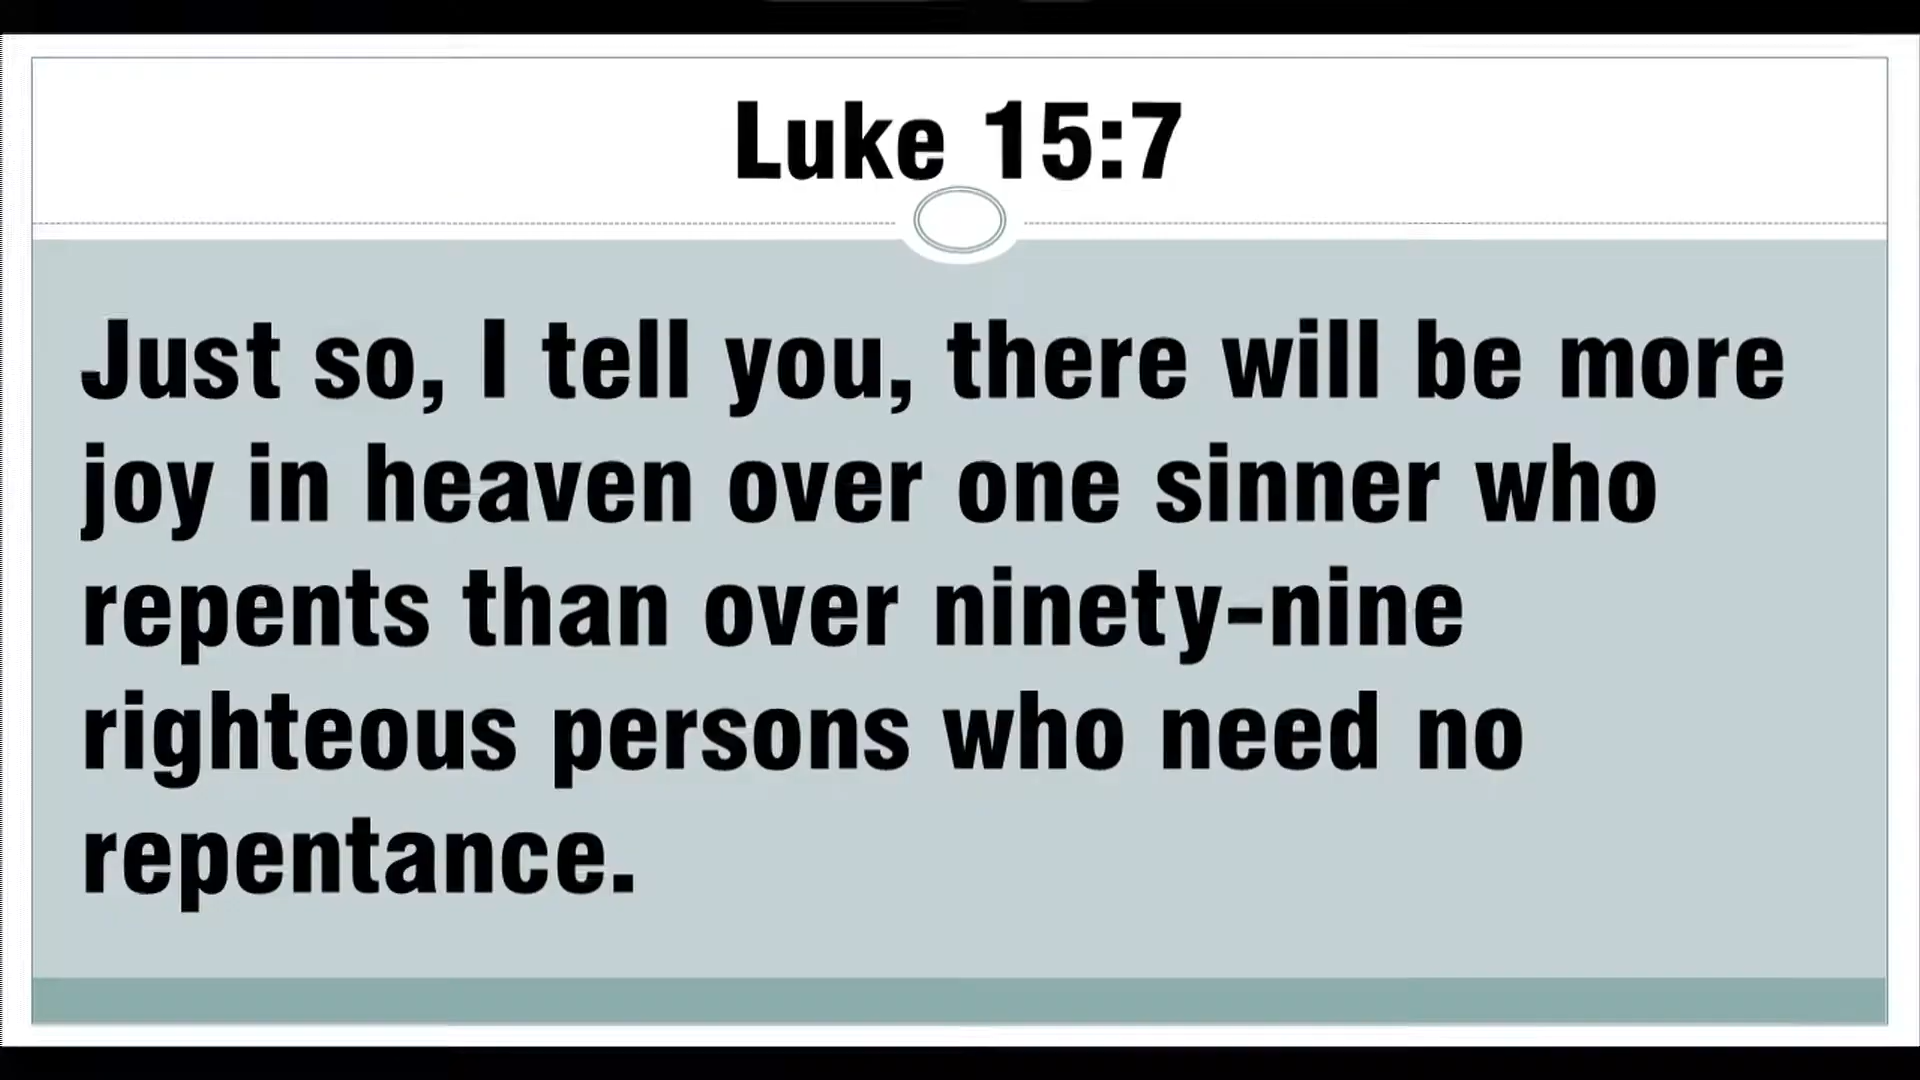 Luke 15:7
Just so, I tell you, there will be more
joy in heaven over one sinner who
repents than over ninety-nine
righteous persons who need no
repentance.